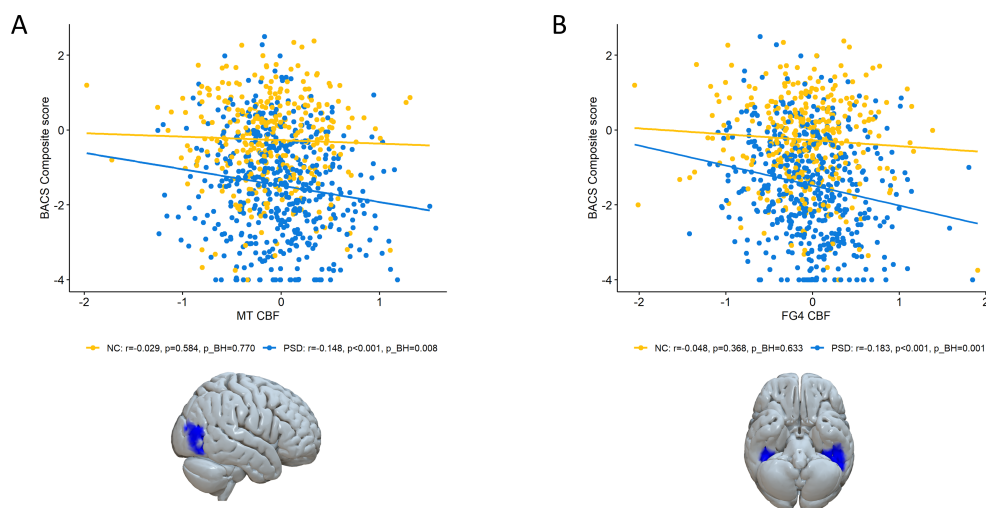 A
BACS Composite score
2
0
-2
-4
-2
-1
0
1
MT CBF
NC: r=-0.029, p=0.584, p_BH=0.770 PSD: r=-0.148, p<0.001, p_BH=0.008
B
BACS Composite score
2
0
-2
-4
-2
-1
0
1
2
FG4 CBF
NC: r=-0.048, p=0.368, p_BH=0.633 PSD: r=-0.183, p<0.001, p_BH=0.001